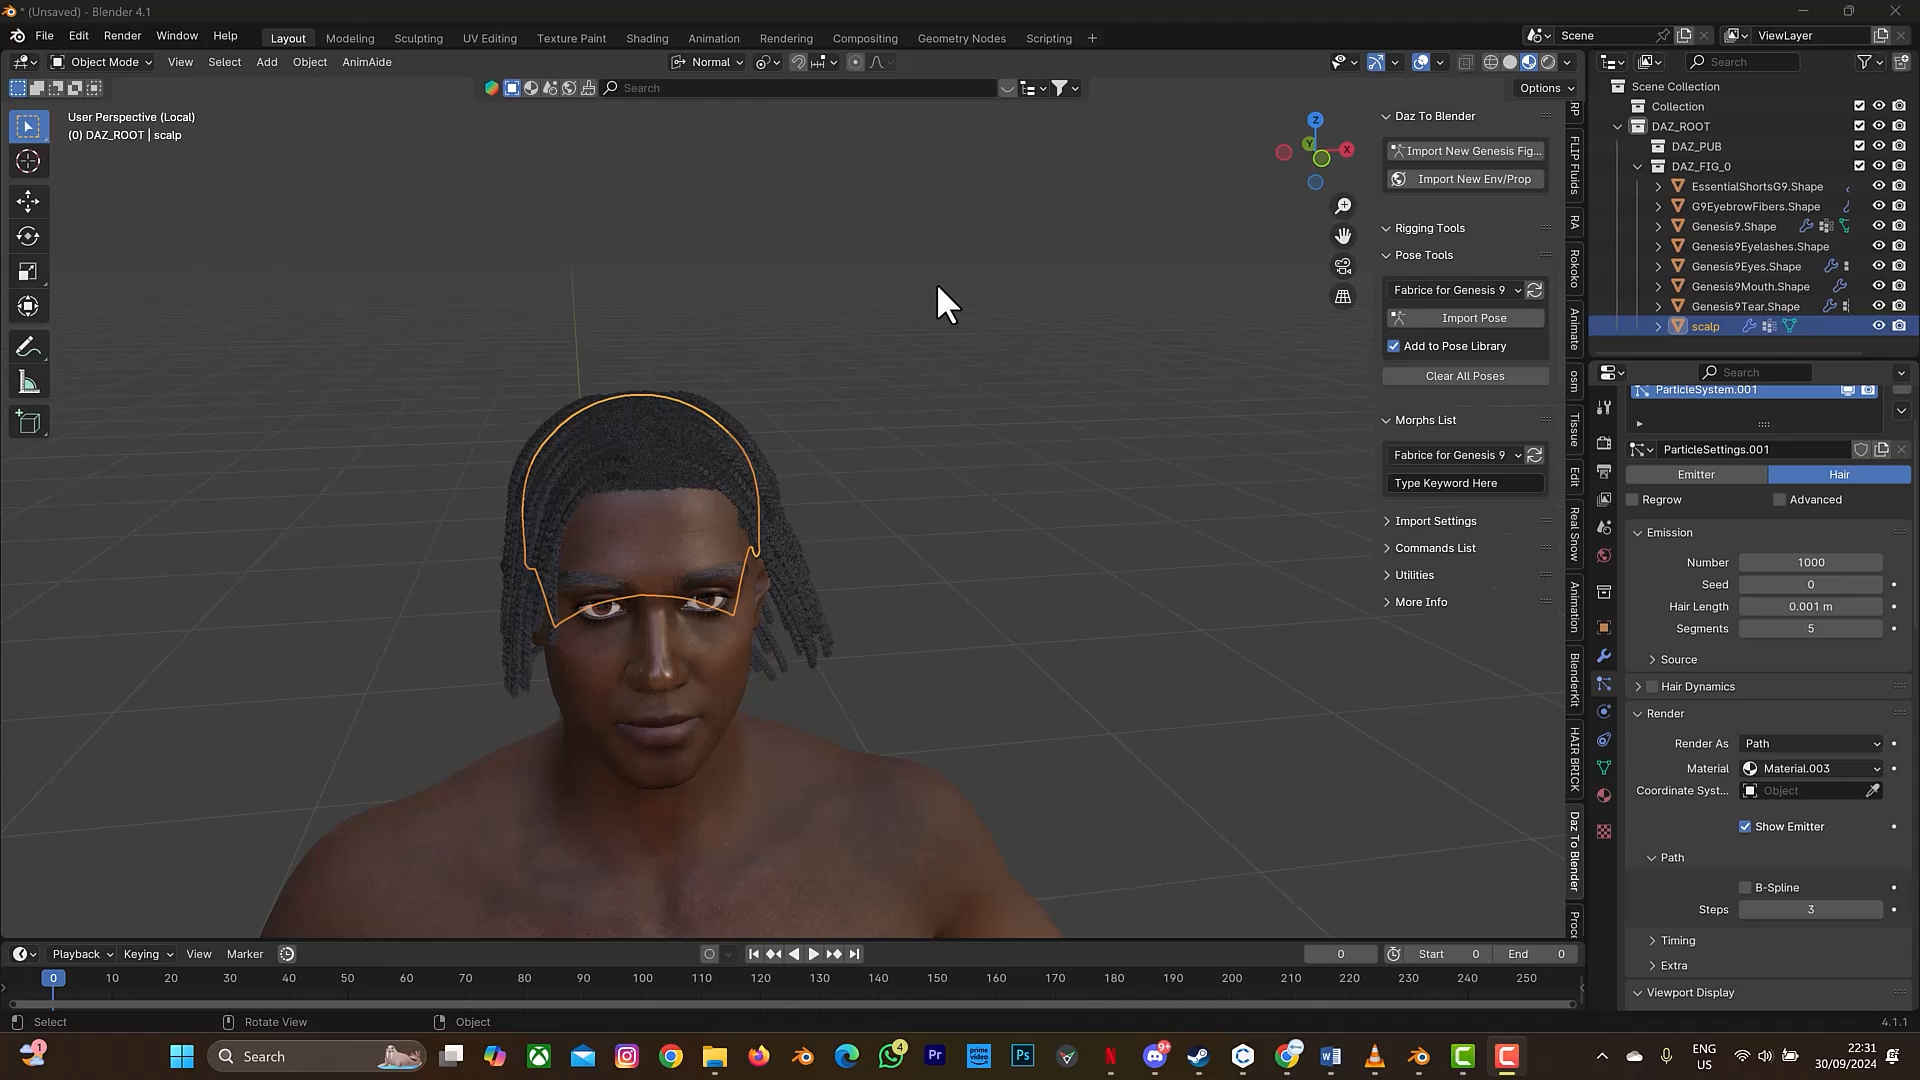 * (Unsaved) - Blender 4.1
File Edit Render Window Help
Layout Modeling Sculpting UV Editing Texture Paint Shading Animation Rendering Compositing Geometry Nodes Scripting +
Scene
ViewLayer
Object Mode View Select Add Object AnimAide
Normal
Search
Search
Options
User Perspective (Local)
(0) DAZ_ROOT | scalp
Z
Y
X
Daz To Blender
Import New Genesis Fig...
Import New Env/Prop
Rigging Tools
Pose Tools
Fabrice for Genesis 9
Import Pose
Add to Pose Library
Clear All Poses
Morphs List
Fabrice for Genesis 9
Type Keyword Here
Import Settings
Commands List
Utilities
More Info
RP
FLIP Fluids
RA
Rokoko
Animate
osm
Tissue
Edit
Real Snow
Animation
BlenderKit
HAIR BRICK
Daz To Blender
Proce
Scene Collection
Collection
DAZ_ROOT
DAZ_PUB
DAZ_FIG_0
EssentialShortsG9.Shape
G9EyebrowFibers.Shape
Genesis9.Shape
Genesis9Eyelashes.Shape
Genesis9Eyes.Shape
Genesis9Mouth.Shape
Genesis9Tear.Shape
scalp
Search
ParticleSystem.001
ParticleSettings.001
Emitter Hair
Regrow Advanced
Emission
Number 1000
Seed 0
Hair Length 0.001 m
Segments 5
Source
Hair Dynamics
Render
Render As Path
Material Material.003
Coordinate Syst... Object
Show Emitter
Path
B-Spline
Steps 3
Timing
Extra
Viewport Display
Playback Keying View Marker
0 Start 0 End 0
0 10 20 30 40 50 60 70 80 90 100 110 120 130 140 150 160 170 180 190 200 210 220 230 240 250
Select Rotate View Object
4.1.1
1
Search
4
Pr
prime video
Ps
N
9+
W
C
ENG
US
22:31
30/09/2024